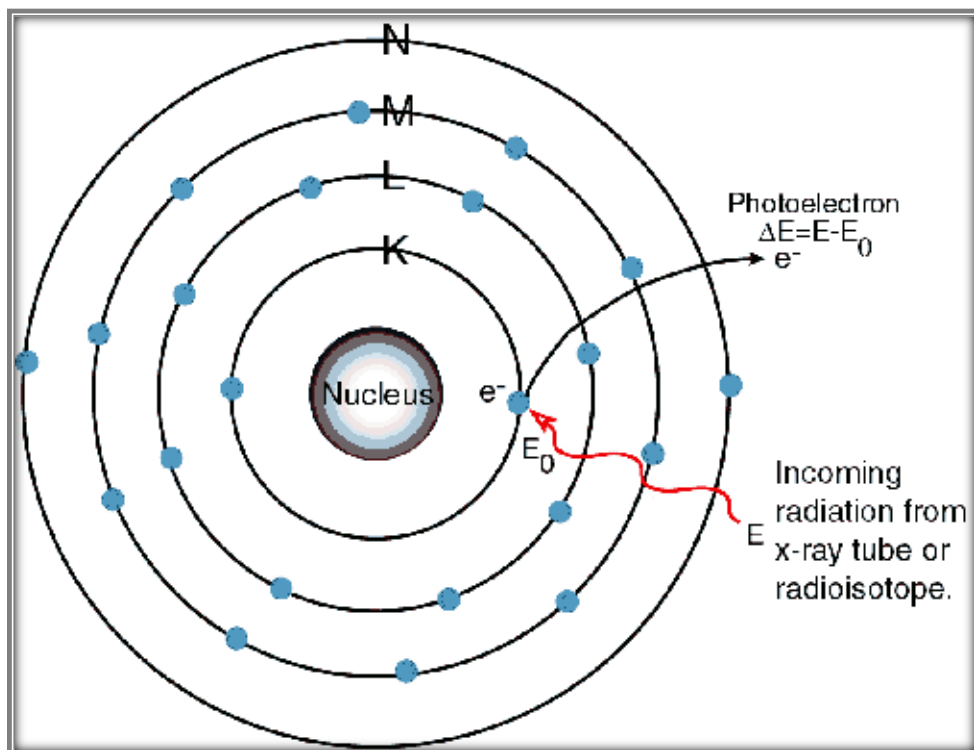 N
M
L
K
Photoelectron
ΔE=E-E₀
e⁻
Nucleus
e⁻
E₀
E
Incoming
radiation from
x-ray tube or
radioisotope.